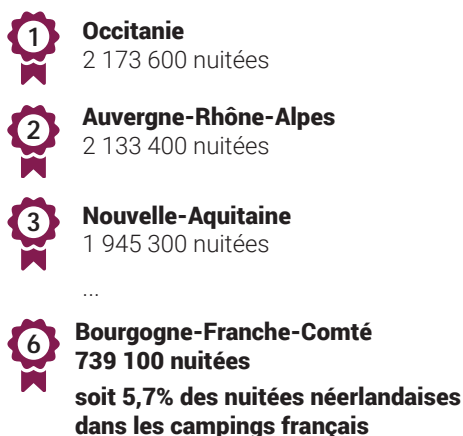 1
Occitanie
2 173 600 nuitées
2
Auvergne-Rhône-Alpes
2 133 400 nuitées
3
Nouvelle-Aquitaine
1 945 300 nuitées
...
6
Bourgogne-Franche-Comté
739 100 nuitées
soit 5,7% des nuitées néerlandaises
dans les campings français